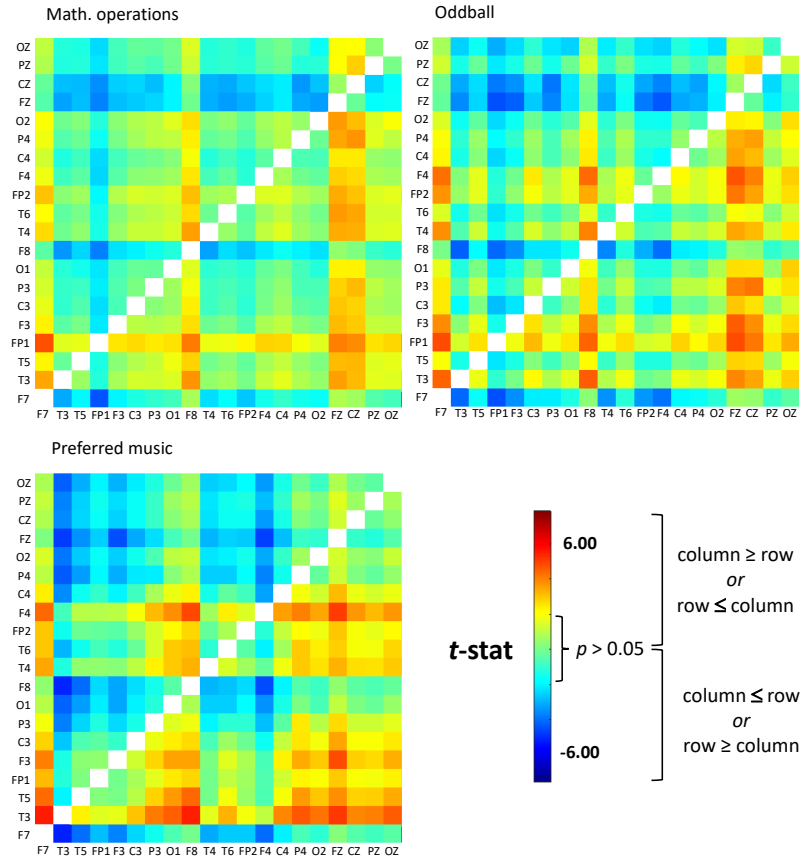 Math. operations
Oddball
OZ
PZ
CZ
FZ
O2
P4
C4
F4
FP2
T6
T4
F8
O1
P3
C3
F3
FP1
T5
T3
F7
F7 T3 T5 FP1 F3 C3 P3 O1 F8 T4 T6 FP2 F4 C4 P4 O2 FZ CZ PZ OZ
OZ
PZ
CZ
FZ
O2
P4
C4
F4
FP2
T6
T4
F8
O1
P3
C3
F3
FP1
T5
T3
F7
F7 T3 T5 FP1 F3 C3 P3 O1 F8 T4 T6 FP2 F4 C4 P4 O2 FZ CZ PZ OZ
Preferred music
OZ
PZ
CZ
FZ
O2
P4
C4
F4
FP2
T6
T4
F8
O1
P3
C3
F3
FP1
T5
T3
F7
F7 T3 T5 FP1 F3 C3 P3 O1 F8 T4 T6 FP2 F4 C4 P4 O2 FZ CZ PZ OZ
t-stat
6.00
-6.00
p > 0.05
column ≥ row
or
row ≤ column
column ≤ row
or
row ≥ column